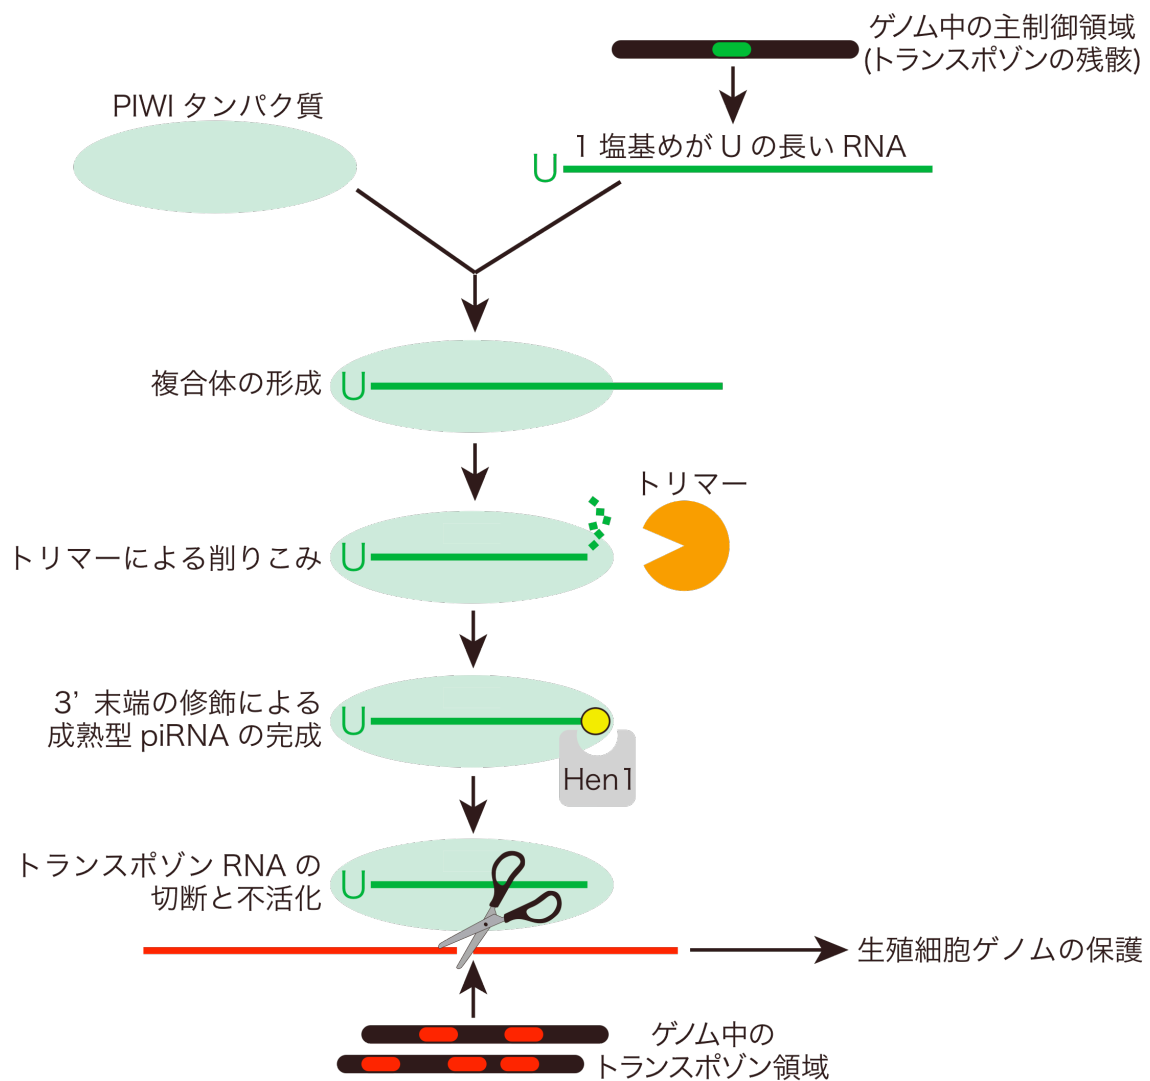 ゲノム中の主制御領域
(トランスポゾンの残骸)
PIWI タンパク質
1 塩基めが U の長い RNA
U
複合体の形成
U
トリマー
トリマーによる削りこみ
U
3’ 末端の修飾による
成熟型 piRNA の完成
U
Hen1
トランスポゾン RNA の
切断と不活化
U
生殖細胞ゲノムの保護
ゲノム中の
トランスポゾン領域